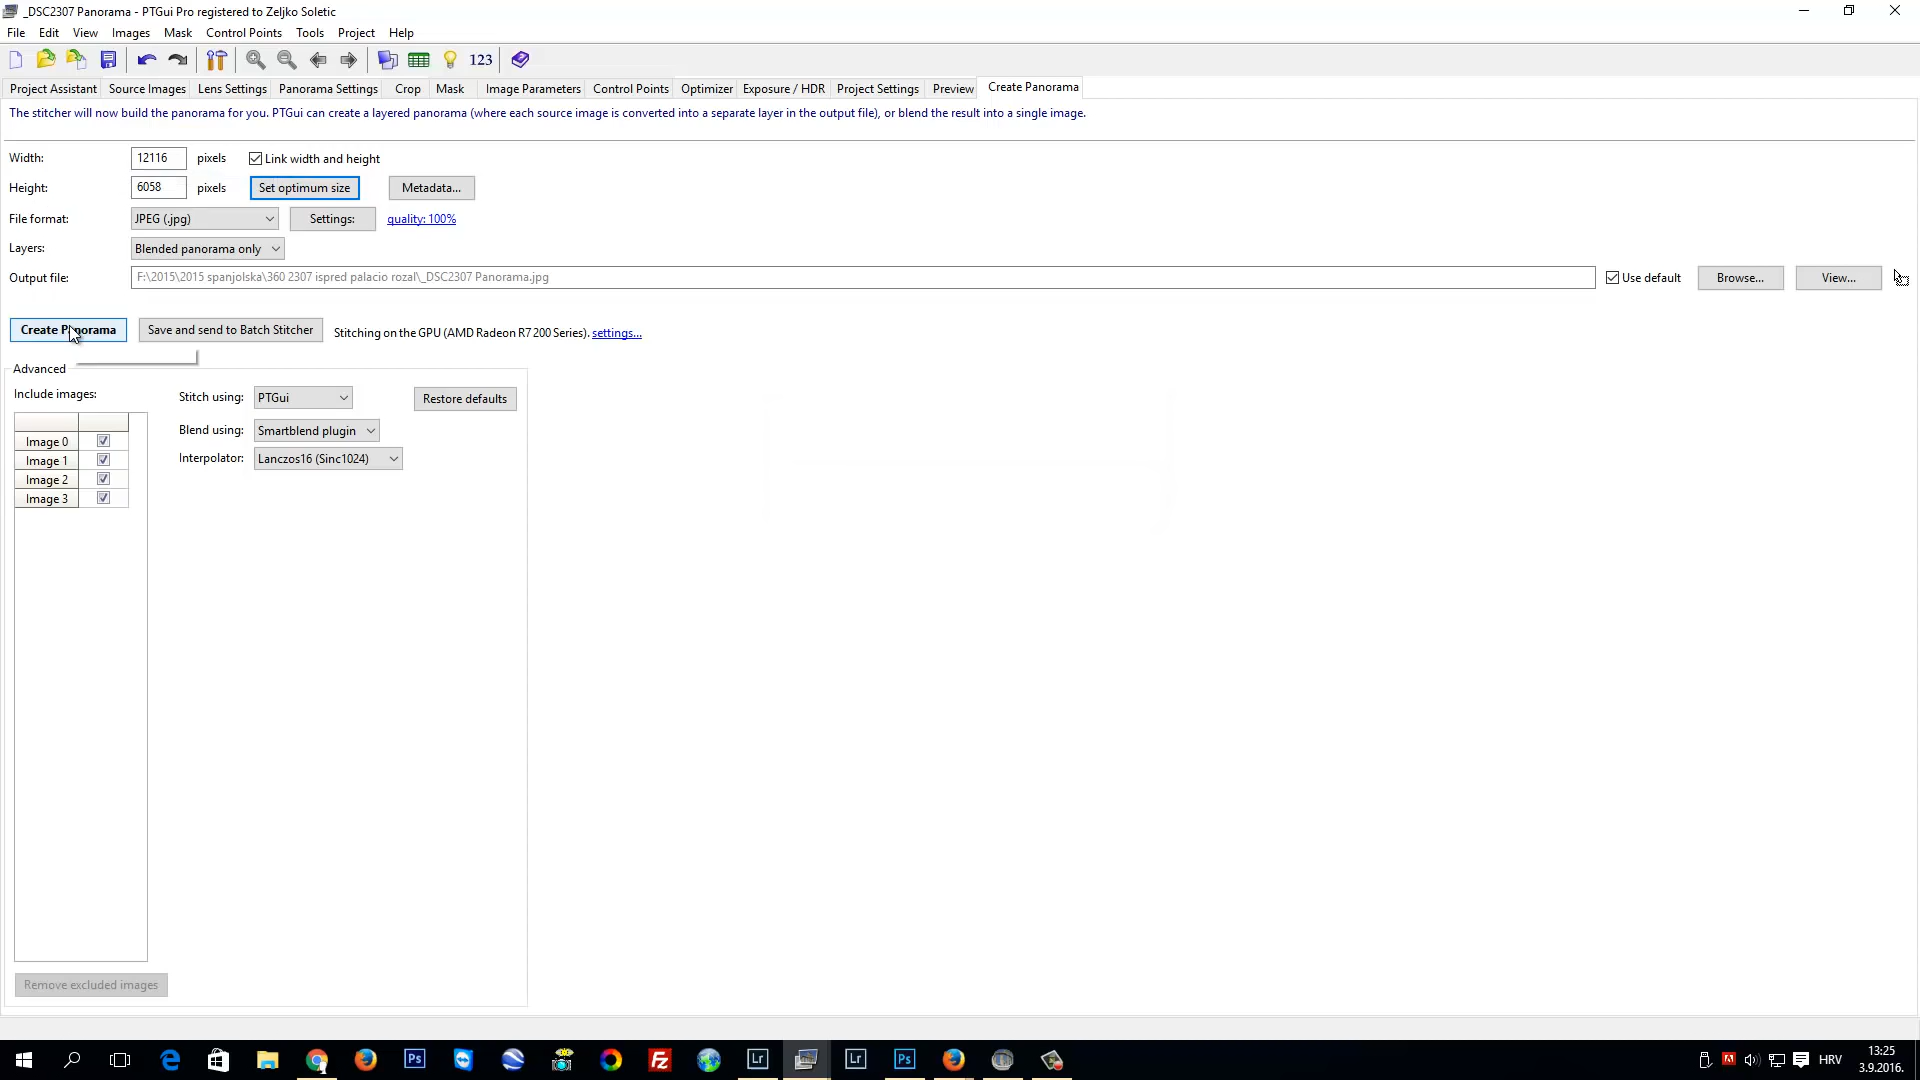 _DSC2307 Panorama - PTGui Pro registered to Zeljko Soletic
File Edit View Images Mask Control Points Tools Project Help
123
Project Assistant Source Images Lens Settings Panorama Settings Crop Mask Image Parameters Control Points Optimizer Exposure / HDR Project Settings Preview Create Panorama
The stitcher will now build the panorama for you. PTGui can create a layered panorama (where each source image is converted into a separate layer in the output file), or blend the result into a single image.
Width: 12116 pixels Link width and height
Height: 6058 pixels Set optimum size Metadata...
File format: JPEG (.jpg) Settings: quality: 100%
Layers: Blended panorama only
Output file: F:\2015\2015 spanjolska\360 2307 ispred palacio rozal\_DSC2307 Panorama.jpg Use default Browse... View...
Create Panorama Save and send to Batch Stitcher Stitching on the GPU (AMD Radeon R7 200 Series). settings...
Advanced
Include images: Stitch using: PTGui Restore defaults
Blend using: Smartblend plugin
Image 0
Interpolator: Lanczos16 (Sinc1024)
Image 1
Image 2
Image 3
Remove excluded images
Ps Lr Lr Ps HRV 13:25
3.9.2016.